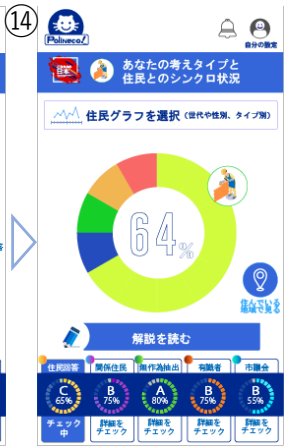 ⑭
Polineco!
自分の設定
あなたの考えタイプと
住民とのシンクロ状況
住民グラフを選択（世代や性別、タイプ別）
64%
住んでいる
地域で見る
解説を読む
住民回答 関係住民 無作為抽出 有識者 市議会
C B A B B
65% 75% 80% 75% 55%
チェック中 詳細をチェック 詳細をチェック 詳細をチェック 詳細をチェック